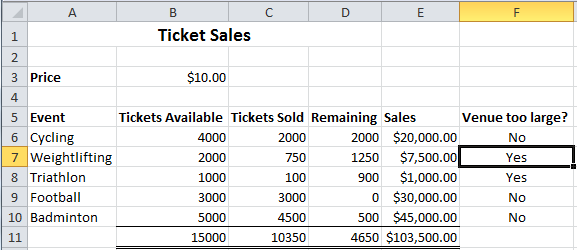 A B C D E F
1 Ticket Sales
2
3 Price $10.00
4
5 Event Tickets Available Tickets Sold Remaining Sales Venue too large?
6 Cycling 4000 2000 2000 $20,000.00 No
7 Weightlifting 2000 750 1250 $7,500.00 Yes
8 Triathlon 1000 100 900 $1,000.00 Yes
9 Football 3000 3000 0 $30,000.00 No
10 Badminton 5000 4500 500 $45,000.00 No
11 15000 10350 4650 $103,500.00